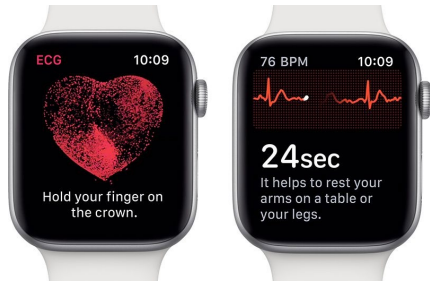 ECG 10:09
Hold your finger on
the crown.
76 BPM 10:09
24sec
It helps to rest your
arms on a table or
your legs.